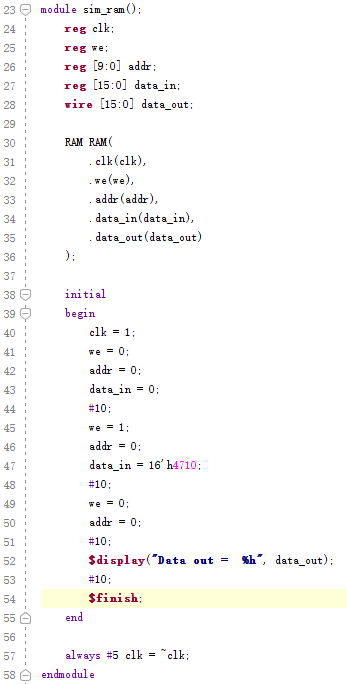 23 module sim_ram();
24 reg clk;
25 reg we;
26 reg [9:0] addr;
27 reg [15:0] data_in;
28 wire [15:0] data_out;
29
30 RAM RAM(
31 .clk(clk),
32 .we(we),
33 .addr(addr),
34 .data_in(data_in),
35 .data_out(data_out)
36 );
37
38 initial
39 begin
40 clk = 1;
41 we = 0;
42 addr = 0;
43 data_in = 0;
44 #10;
45 we = 1;
46 addr = 0;
47 data_in = 16'h4710;
48 #10;
49 we = 0;
50 addr = 0;
51 #10;
52 $display("Data out =  %h", data_out);
53 #10;
54 $finish;
55 end
56
57 always #5 clk = ~clk;
58 endmodule